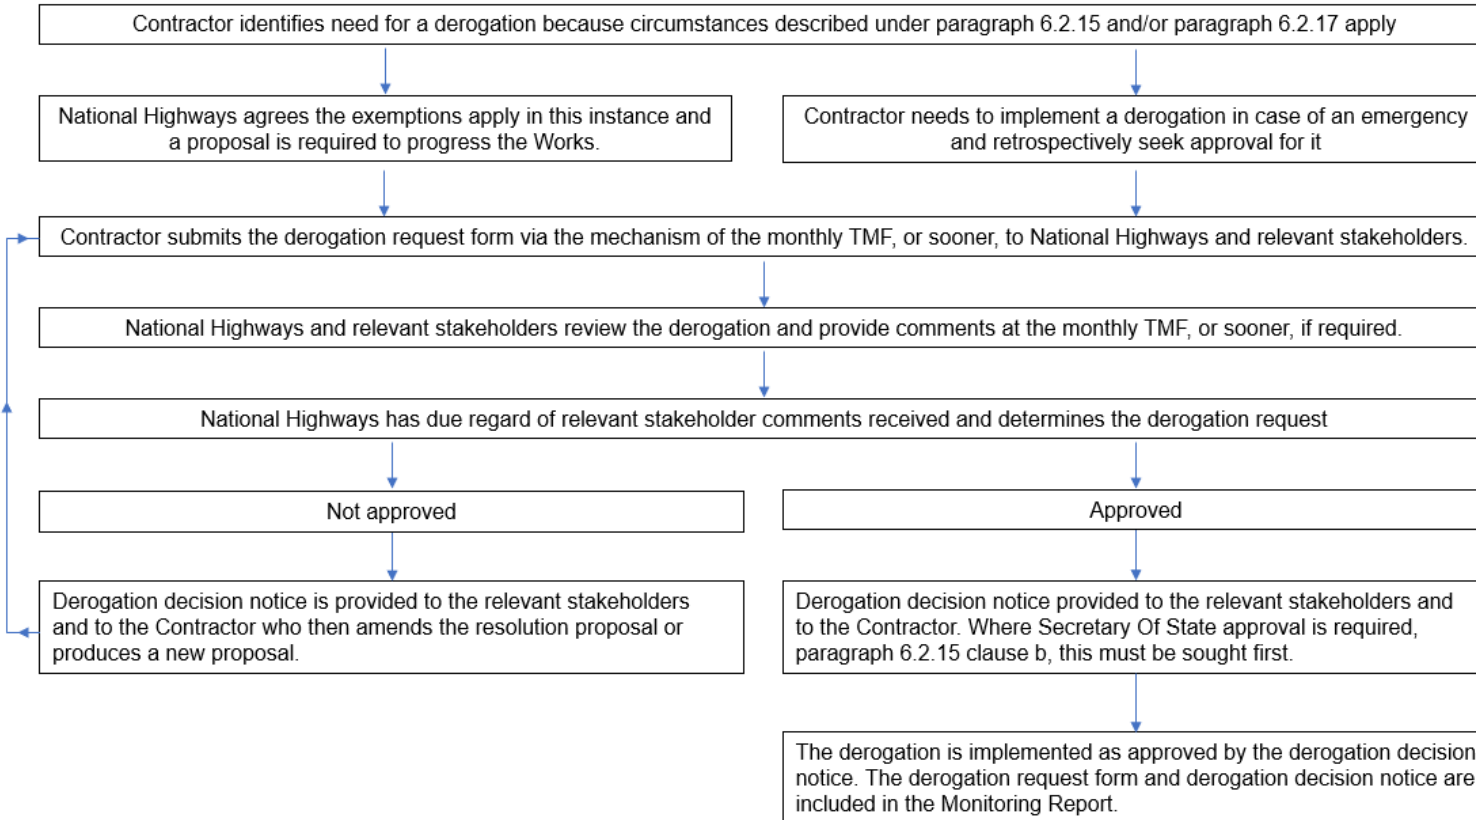 Contractor identifies need for a derogation because circumstances described under paragraph 6.2.15 and/or paragraph 6.2.17 apply
National Highways agrees the exemptions apply in this instance and
a proposal is required to progress the Works.
Contractor needs to implement a derogation in case of an emergency
and retrospectively seek approval for it
Contractor submits the derogation request form via the mechanism of the monthly TMF, or sooner, to National Highways and relevant stakeholders.
National Highways and relevant stakeholders review the derogation and provide comments at the monthly TMF, or sooner, if required.
National Highways has due regard of relevant stakeholder comments received and determines the derogation request
Not approved
Approved
Derogation decision notice is provided to the relevant stakeholders
and to the Contractor who then amends the resolution proposal or
produces a new proposal.
Derogation decision notice provided to the relevant stakeholders and
to the Contractor. Where Secretary Of State approval is required,
paragraph 6.2.15 clause b, this must be sought first.
The derogation is implemented as approved by the derogation decision
notice. The derogation request form and derogation decision notice are
included in the Monitoring Report.